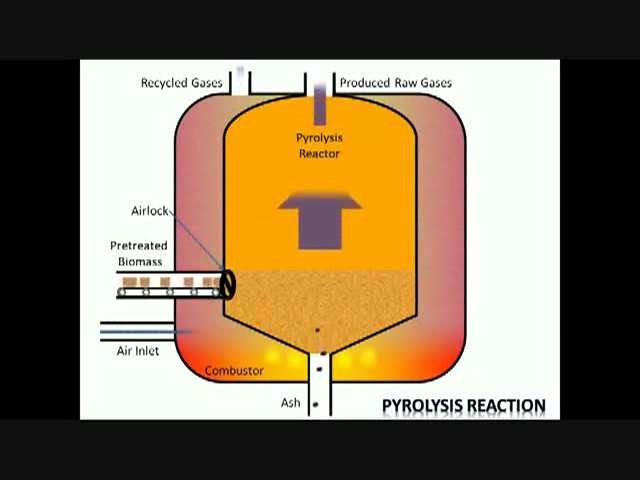 Recycled Gases
Produced Raw Gases
Pyrolysis
Reactor
Airlock
Pretreated
Biomass
Air Inlet
Combustor
Ash
PYROLYSIS REACTION